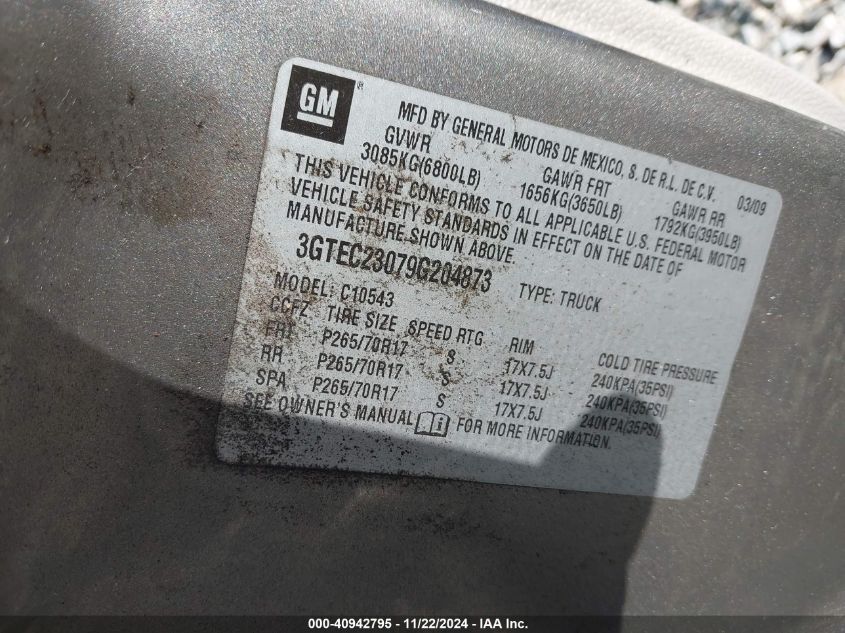 GM®
MFD BY GENERAL MOTORS DE MEXICO, S. DE R.L. DE C.V. 03/09
GVWR GAWR FRT GAWR RR
3085KG(6800LB) 1656KG(3650LB) 1792KG(3950LB)
THIS VEHICLE CONFORMS TO ALL APPLICABLE U.S. FEDERAL MOTOR
VEHICLE SAFETY STANDARDS IN EFFECT ON THE DATE OF
MANUFACTURE SHOWN ABOVE.
3GTEC23079G204873 TYPE: TRUCK
MODEL: C10543
CCFZ TIRE SIZE SPEED RTG RIM COLD TIRE PRESSURE
FRT P265/70R17 S 17X7.5J 240KPA(35PSI)
RR P265/70R17 S 17X7.5J 240KPA(35PSI)
SPA P265/70R17 S 17X7.5J 240KPA(35PSI)
SEE OWNER'S MANUAL FOR MORE INFORMATION.
000-40942795 - 11/22/2024 - IAA Inc.